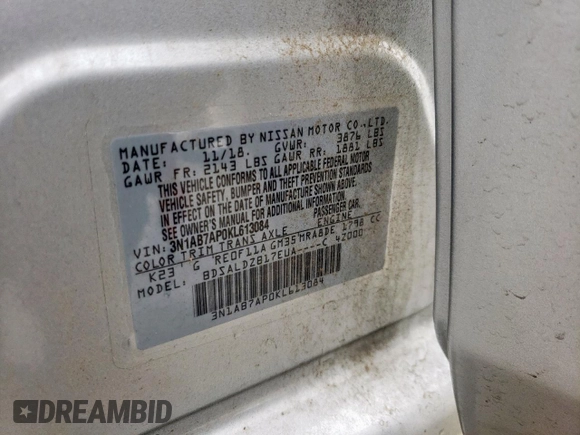 MANUFACTURED BY NISSAN MOTOR CO.,LTD.
DATE: 11/18. GVWR: 3876 LBS
GAWR FR: 2143 LBS GAWR RR: 1881 LBS
THIS VEHICLE CONFORMS TO ALL APPLICABLE FEDERAL MOTOR
VEHICLE SAFETY, BUMPER AND THEFT PREVENTION STANDARDS
IN EFFECT ON THE DATE OF MANUFACTURE SHOWN ABOVE.
SEE OWNER'S MANUAL FOR ADDITIONAL INFORMATION.
VIN: 3N1AB7AP0KL613084 PASSENGER CAR
COLOR TRIM TRANS AXLE ENGINE
K23 G RE0F11A GM35 MRA8DE 1798 CC
MODEL: BDSALDZB17EUA----C 42000
3N1AB7AP0KL613084
DREAMBID